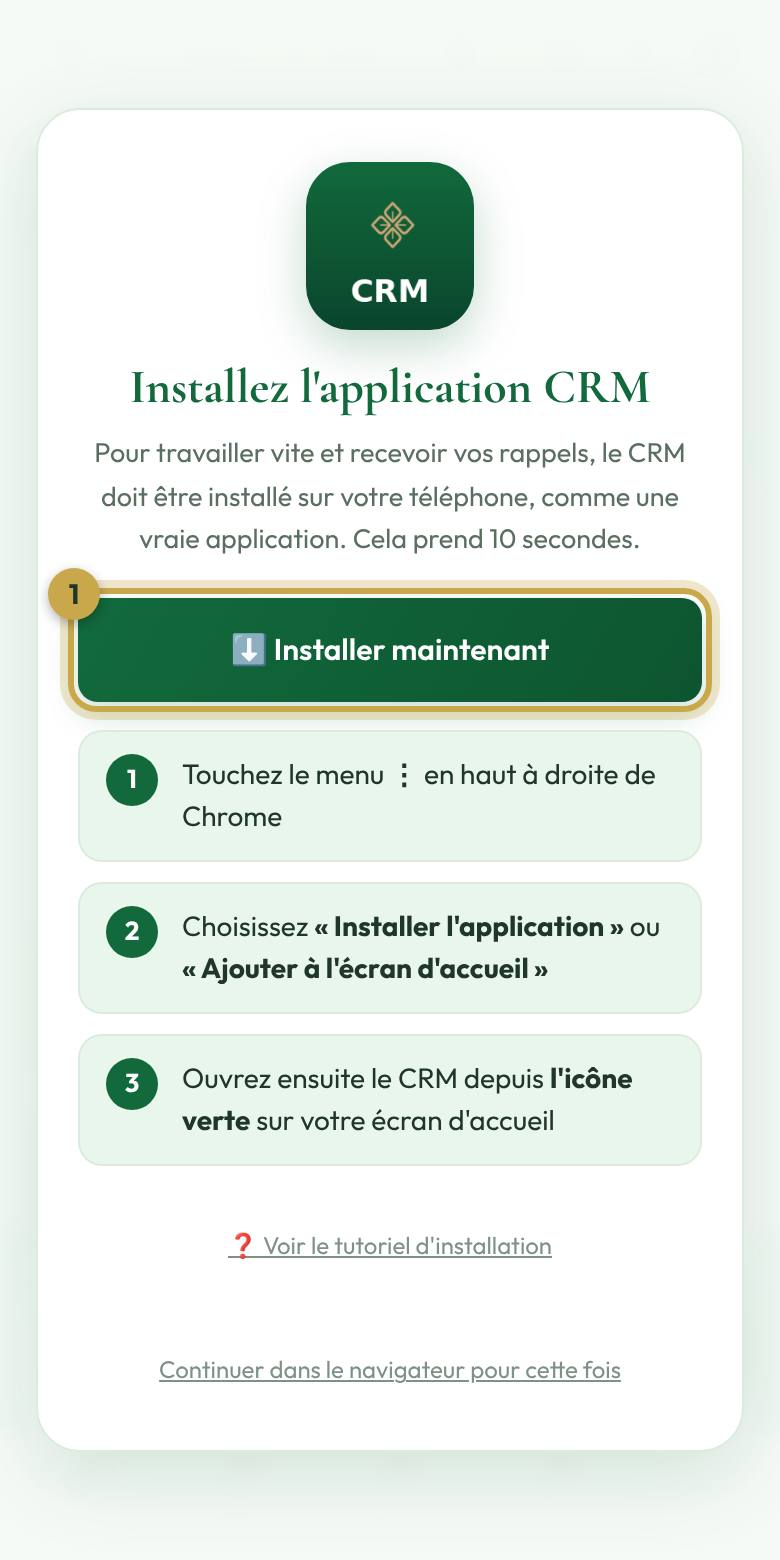 CRM
Installez l'application CRM
Pour travailler vite et recevoir vos rappels, le CRM
doit être installé sur votre téléphone, comme une
vraie application. Cela prend 10 secondes.
1
⬇️ Installer maintenant
1
Touchez le menu ⋮ en haut à droite de
Chrome
2
Choisissez « Installer l'application » ou
« Ajouter à l'écran d'accueil »
3
Ouvrez ensuite le CRM depuis l'icône
verte sur votre écran d'accueil
❓ Voir le tutoriel d'installation
Continuer dans le navigateur pour cette fois